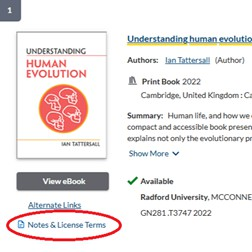 1
Understanding human evolutio
UNDERSTANDING
HUMAN
EVOLUTION
IAN TATTERSALL
Authors: Ian Tattersall (Author)
Print Book 2022
Cambridge, United Kingdom : Ca
Summary: Human life, and how we c
compact and accessible book presen
explains not only the evolutionary pr
Show More
View eBook
Available
Alternate Links
Radford University, MCCONNE
Notes & License Terms
GN281 .T3747 2022